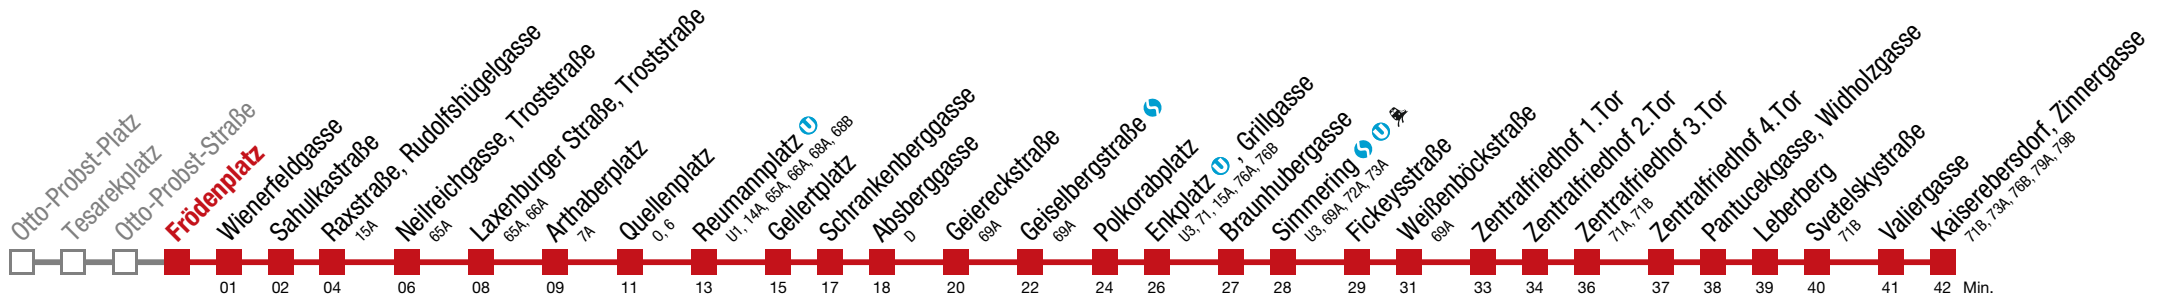 Otto-Probst-Platz
Tesarekplatz
Otto-Probst-Straße
Frödenplatz
Wienerfeldgasse
Sahulkastraße
Raxstraße, Rudolfshügelgasse
15A
Neilreichgasse, Troststraße
65A
Laxenburger Straße, Troststraße
65A, 66A
Arthaberplatz
7A
Quellenplatz
O, 6
Reumannplatz U
U1, 14A, 65A, 66A, 68A, 68B
Gellertplatz
Schrankenberggasse
Absberggasse
D
Geiereckstraße
69A
Geiselbergstraße S
69A
Polkorabplatz
Enkplatz U , Grillgasse
U3, 71, 15A, 76A, 76B
Braunhubergasse
Simmering S U
U3, 69A, 72A, 73A
Fickeysstraße
Weißenböckstraße
69A
Zentralfriedhof 1.Tor
Zentralfriedhof 2.Tor
Zentralfriedhof 3.Tor
71A, 71B
Zentralfriedhof 4.Tor
Pantucekgasse, Widholzgasse
Leberberg
Svetelskystraße
71B
Valiergasse
Kaiserebersdorf, Zinnergasse
71B, 73A, 76B, 79A, 79B
01 02 04 06 08 09 11 13 15 17 18 20 22 24 26 27 28 29 31 33 34 36 37 38 39 40 41 42 Min.